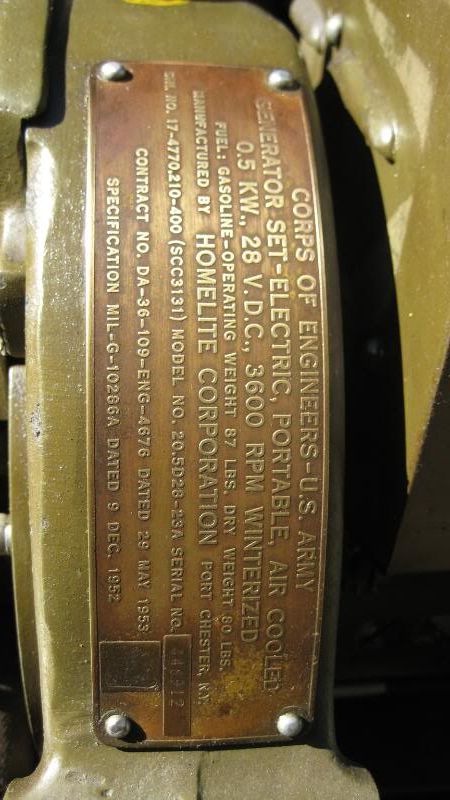 CORPS OF ENGINEERS-U.S. ARMY
GENERATOR SET-ELECTRIC, PORTABLE, AIR COOLED
0.5 KW., 28 V.D.C., 3600 RPM WINTERIZED
FUEL: GASOLINE-OPERATING WEIGHT 87 LBS. DRY WEIGHT 80 LBS.
MANUFACTURED BY HOMELITE CORPORATION PORT CHESTER, N.Y.
NO. 17-4770.210-400 (SCC3131) MODEL NO. 20.5D28-23A SERIAL NO.
CONTRACT NO. DA-36-109-ENG-4676 DATED 29 MAY 1953
SPECIFICATION MIL-G-10286A DATED 9 DEC. 1952